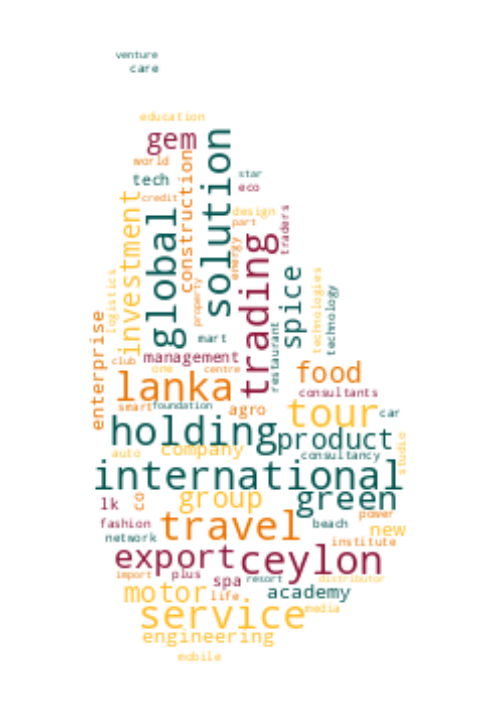 venture
care
education
gem
world
tech
credit
construction
solution
star
eco
investment
global
design
part
energy
traders
trading
spice
logistics
property
technologies
technology
enterprise
mart
restaurant
management
club
one
centre
lanka
food
consultants
smart
foundation
agro
tour
car
holding
product
auto
company
consultancy
studio
international
group
green
lk
co
travel
power
fashion
beach
new
network
institute
export
ceylon
import
plus
spa
resort
distributor
motor
life
.
academy
service
media
engineering
mobile